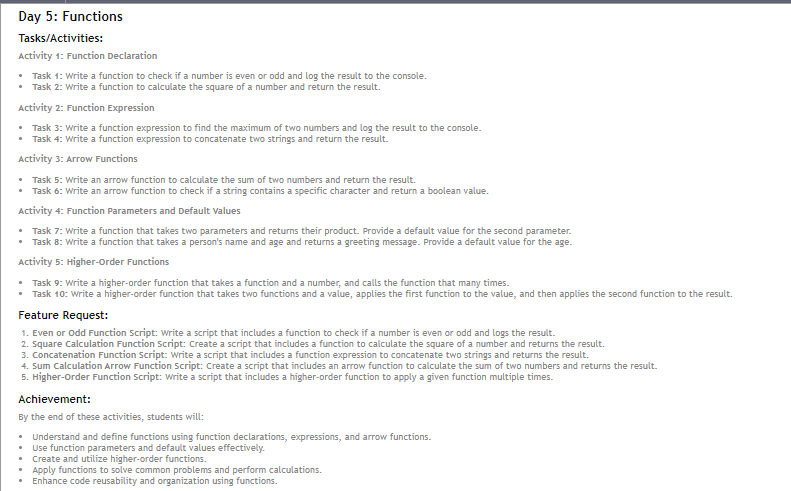 Day 5: Functions
Tasks/Activities:
Activity 1: Function Declaration
• Task 1: Write a function to check if a number is even or odd and log the result to the console.
• Task 2: Write a function to calculate the square of a number and return the result.
Activity 2: Function Expression
• Task 3: Write a function expression to find the maximum of two numbers and log the result to the console.
• Task 4: Write a function expression to concatenate two strings and return the result.
Activity 3: Arrow Functions
• Task 5: Write an arrow function to calculate the sum of two numbers and return the result.
• Task 6: Write an arrow function to check if a string contains a specific character and return a boolean value.
Activity 4: Function Parameters and Default Values
• Task 7: Write a function that takes two parameters and returns their product. Provide a default value for the second parameter.
• Task 8: Write a function that takes a person's name and age and returns a greeting message. Provide a default value for the age.
Activity 5: Higher-Order Functions
• Task 9: Write a higher-order function that takes a function and a number, and calls the function that many times.
• Task 10: Write a higher-order function that takes two functions and a value, applies the first function to the value, and then applies the second function to the result.
Feature Request:
1. Even or Odd Function Script: Write a script that includes a function to check if a number is even or odd and logs the result.
2. Square Calculation Function Script: Create a script that includes a function to calculate the square of a number and returns the result.
3. Concatenation Function Script: Write a script that includes a function expression to concatenate two strings and returns the result.
4. Sum Calculation Arrow Function Script: Create a script that includes an arrow function to calculate the sum of two numbers and returns the result.
5. Higher-Order Function Script: Write a script that includes a higher-order function to apply a given function multiple times.
Achievement:
By the end of these activities, students will:
• Understand and define functions using function declarations, expressions, and arrow functions.
• Use function parameters and default values effectively.
• Create and utilize higher-order functions.
• Apply functions to solve common problems and perform calculations.
• Enhance code reusability and organization using functions.